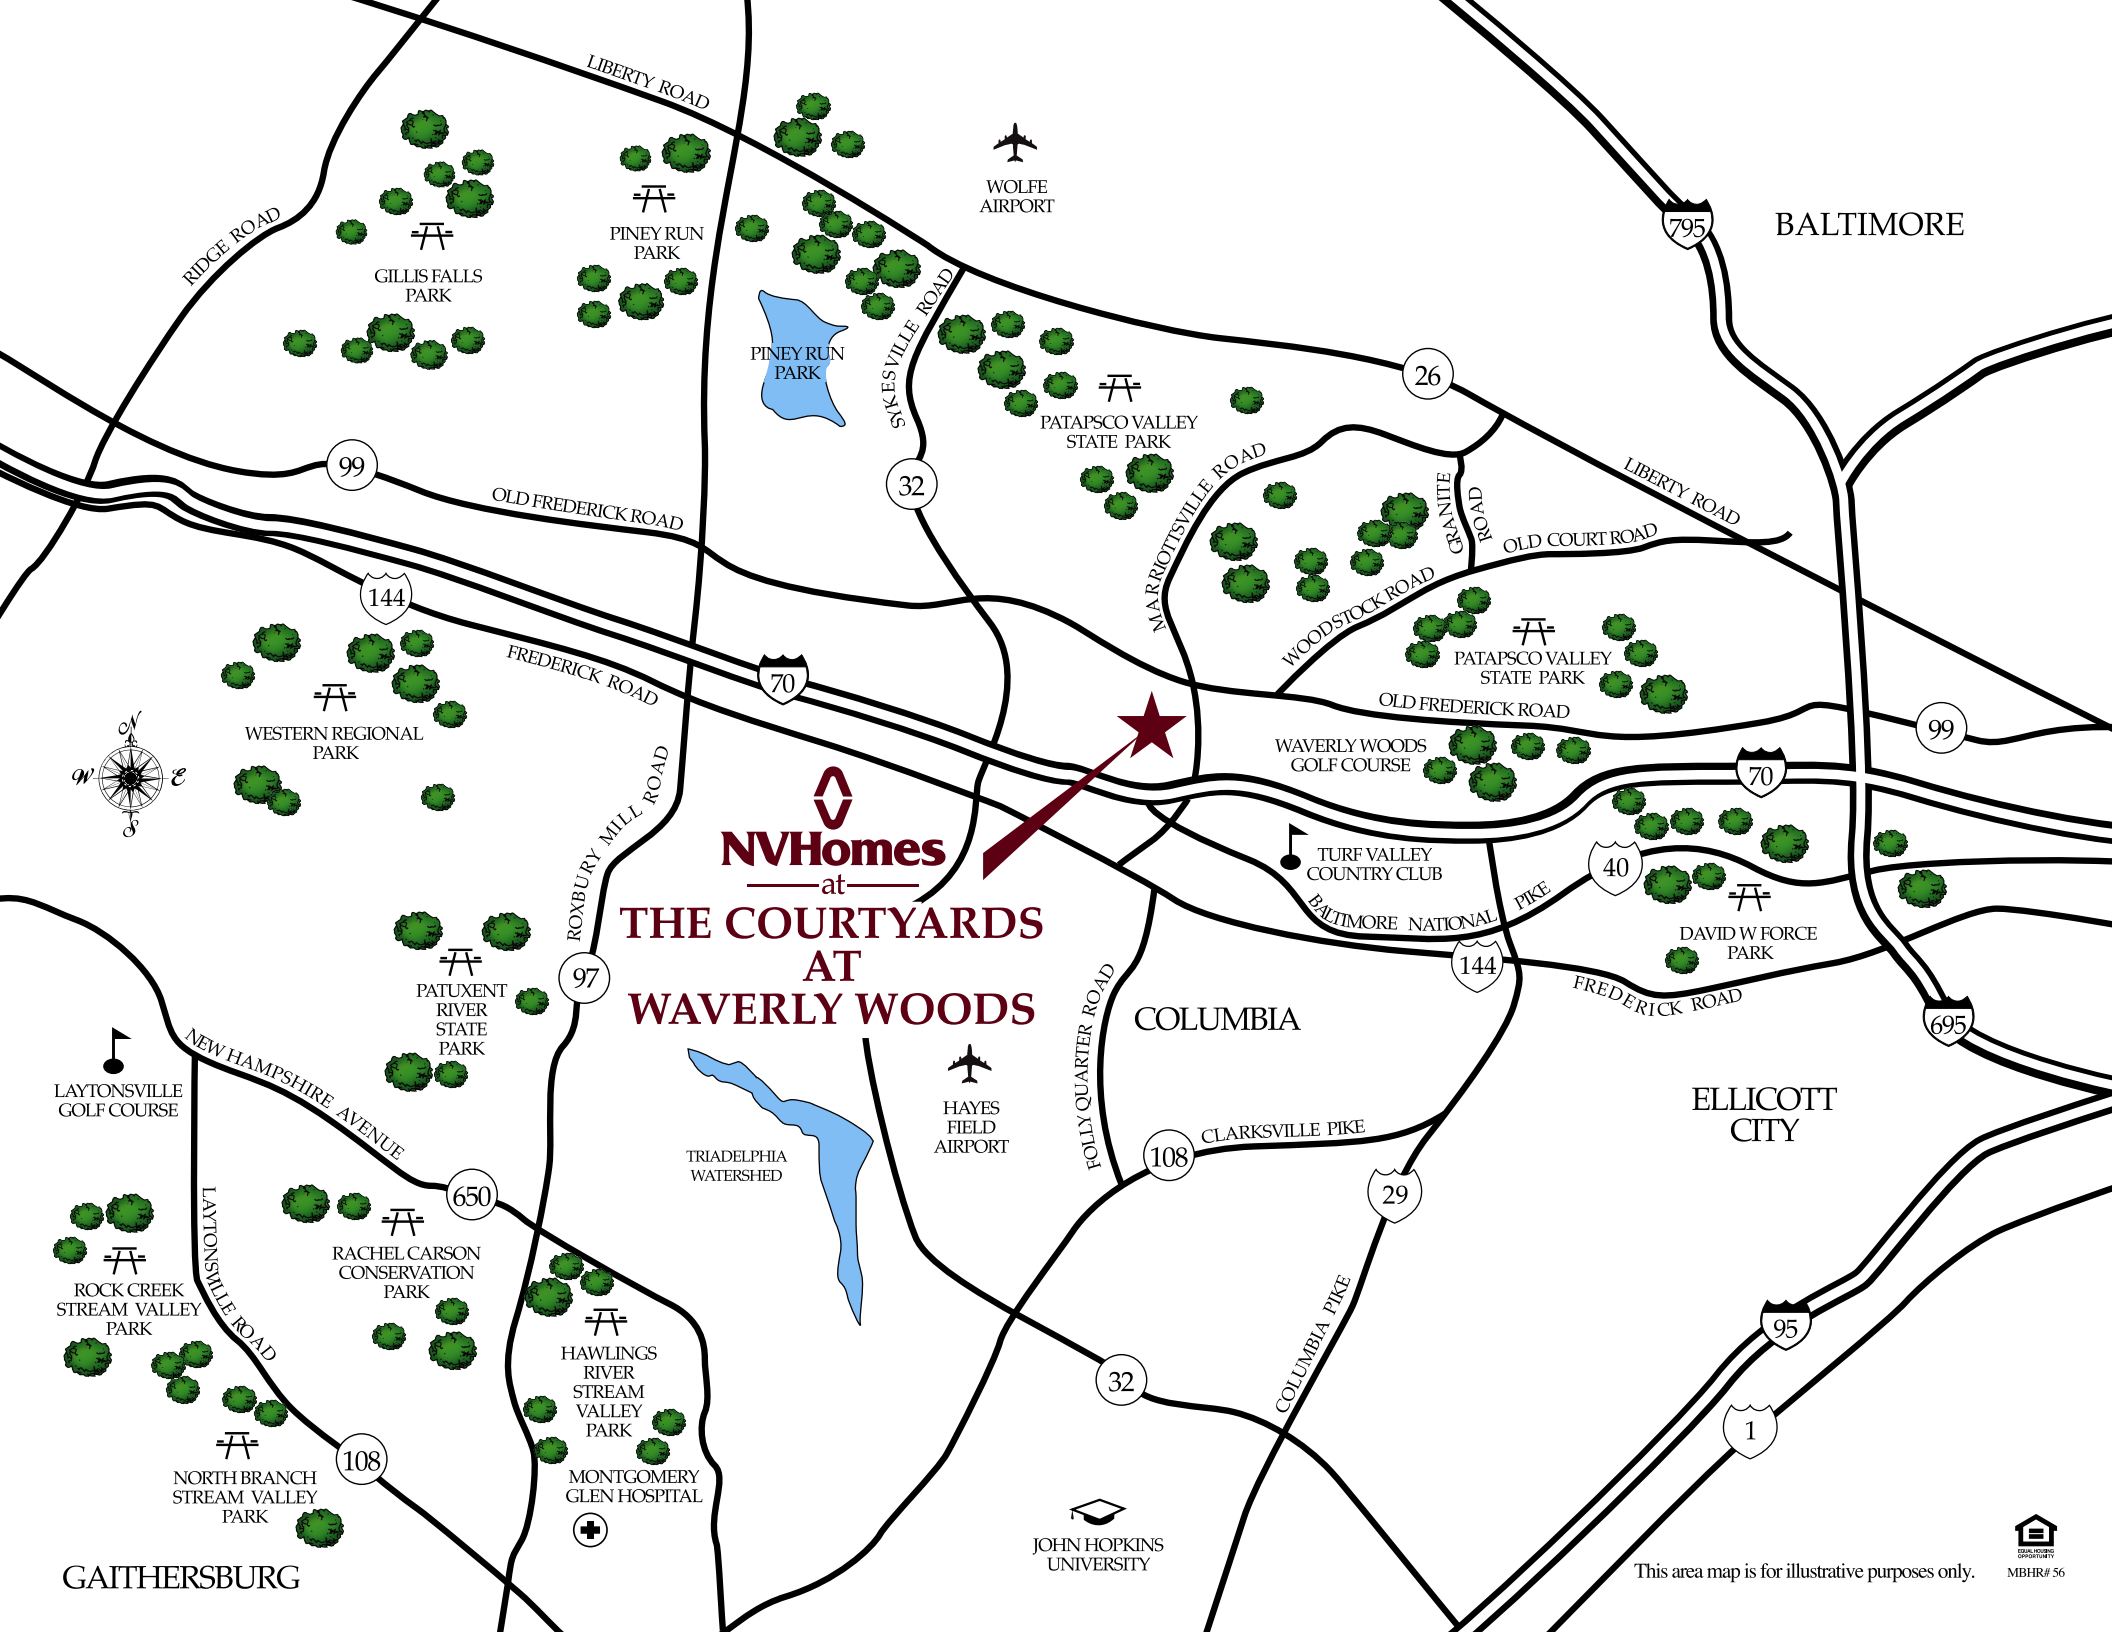 LIBERTY ROAD
WOLFE
AIRPORT
795
BALTIMORE
RIDGE ROAD
GILLIS FALLS
PARK
PINEY RUN
PARK
PINEY RUN
PARK
SYKESVILLE ROAD
26
PATAPSCO VALLEY
STATE PARK
99
OLD FREDERICK ROAD
32
MARRIOTTSVILLE ROAD
GRANITE
ROAD
LIBERTY ROAD
OLD COURT ROAD
WOODSTOCK ROAD
144
FREDERICK ROAD
70
PATAPSCO VALLEY
STATE PARK
OLD FREDERICK ROAD
99
WESTERN REGIONAL
PARK
N
W
E
S
WAVERLY WOODS
GOLF COURSE
70
ROXBURY MILL ROAD
NVHomes
at
THE COURTYARDS
AT
WAVERLY WOODS
TURF VALLEY
COUNTRY CLUB
40
BALTIMORE NATIONAL PIKE
DAVID W FORCE
PARK
144
FREDERICK ROAD
97
PATUXENT
RIVER
STATE
PARK
COLUMBIA
695
FOLLY QUARTER ROAD
LAYTONSVILLE
GOLF COURSE
NEW HAMPSHIRE AVENUE
HAYES
FIELD
AIRPORT
ELLICOTT
CITY
TRIADELPHIA
WATERSHED
108
CLARKSVILLE PIKE
650
29
LAYTONSVILLE ROAD
RACHEL CARSON
CONSERVATION
PARK
ROCK CREEK
STREAM VALLEY
PARK
HAWLINGS
RIVER
STREAM
VALLEY
PARK
COLUMBIA PIKE
95
32
1
108
NORTH BRANCH
STREAM VALLEY
PARK
MONTGOMERY
GLEN HOSPITAL
JOHN HOPKINS
UNIVERSITY
GAITHERSBURG
This area map is for illustrative purposes only.
EQUAL HOUSING
OPPORTUNITY
MBHR# 56